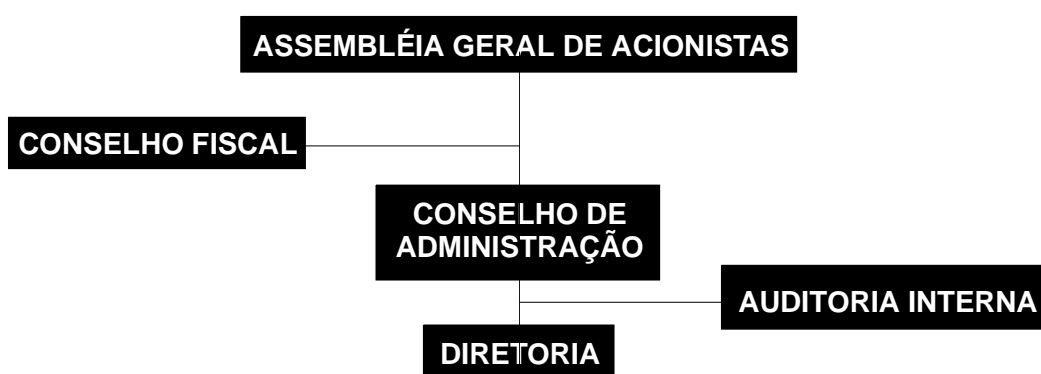 ASSEMBLÉIA GERAL DE ACIONISTAS
CONSELHO FISCAL
CONSELHO DE
ADMINISTRAÇÃO
AUDITORIA INTERNA
DIRETORIA